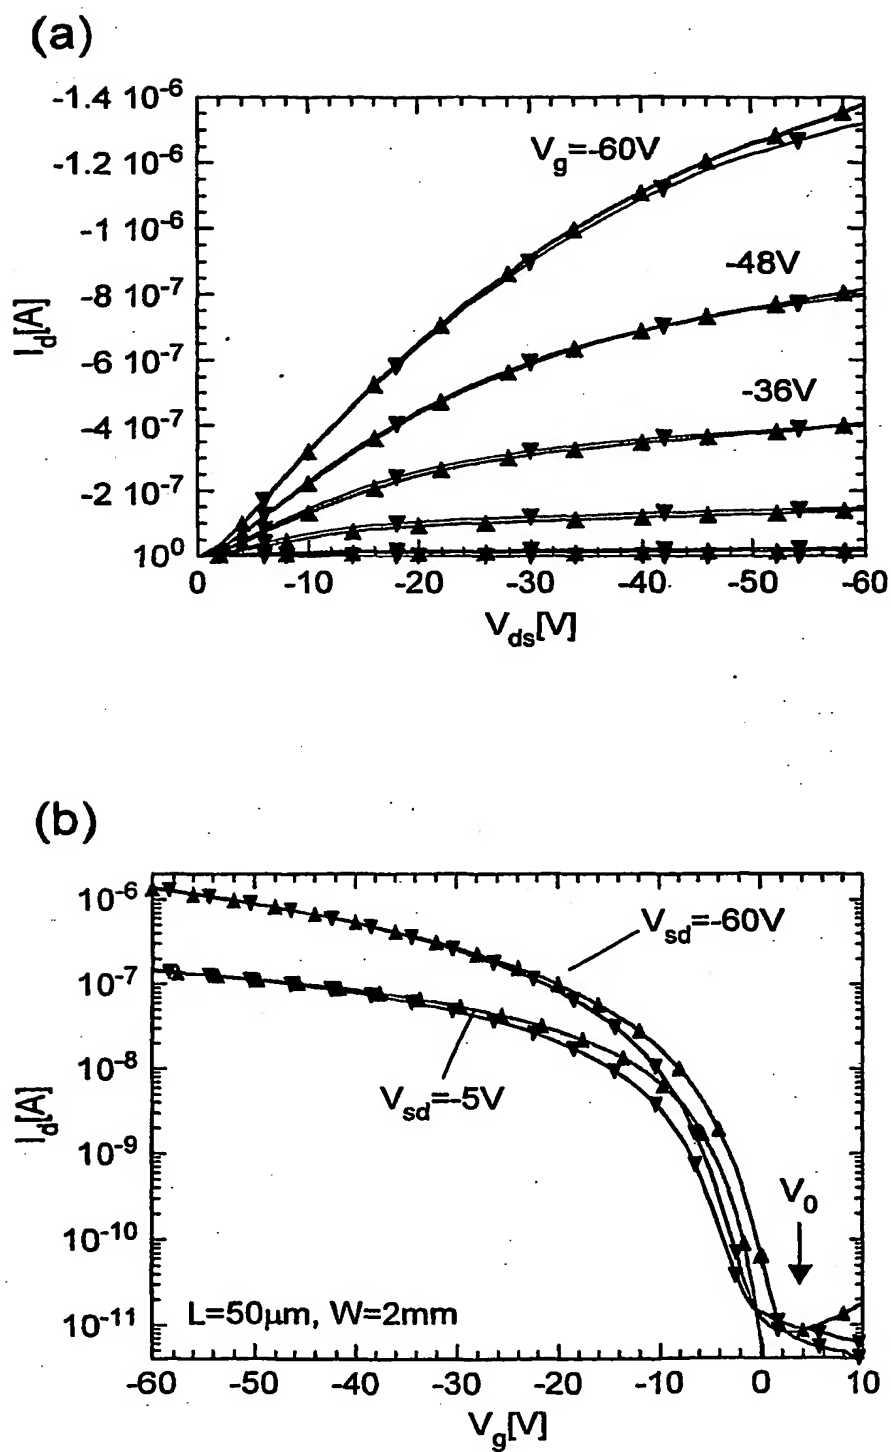 (a)
-1.4 10-6
-1.2 10-6
-1 10-6
-8 10-7
-6 10-7
-4 10-7
-2 10-7
100
Id[A]
Vg=-60V
-48V
-36V
0 -10 -20 -30 -40 -50 -60
Vds[V]
(b)
10-6
10-7
10-8
10-9
10-10
10-11
Id[A]
Vsd=-60V
Vsd=-5V
V0
L=50μm, W=2mm
-60 -50 -40 -30 -20 -10 0 10
Vg[V]